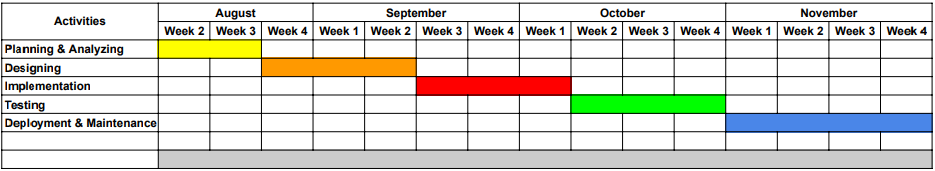 Activities August September October November
Week 2 Week 3 Week 4 Week 1 Week 2 Week 3 Week 4 Week 1 Week 2 Week 3 Week 4 Week 1 Week 2 Week 3 Week 4
Planning & Analyzing
Designing
Implementation
Testing
Deployment & Maintenance